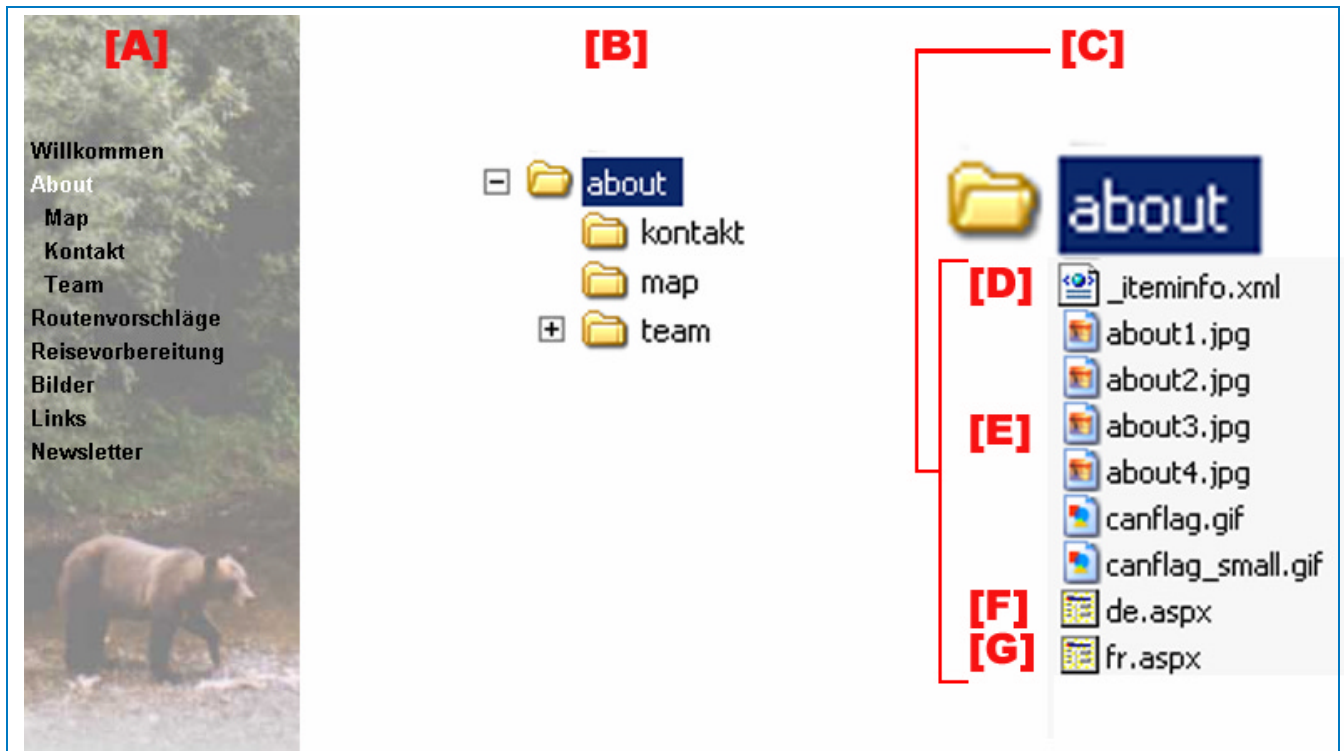 [A]
Willkommen
About
Map
Kontakt
Team
Routenvorschläge
Reisevorbereitung
Bilder
Links
Newsletter
[B]
about
kontakt
map
team
[C]
about
[D] _iteminfo.xml
about1.jpg
about2.jpg
[E] about3.jpg
about4.jpg
canflag.gif
canflag_small.gif
[F] de.aspx
[G] fr.aspx